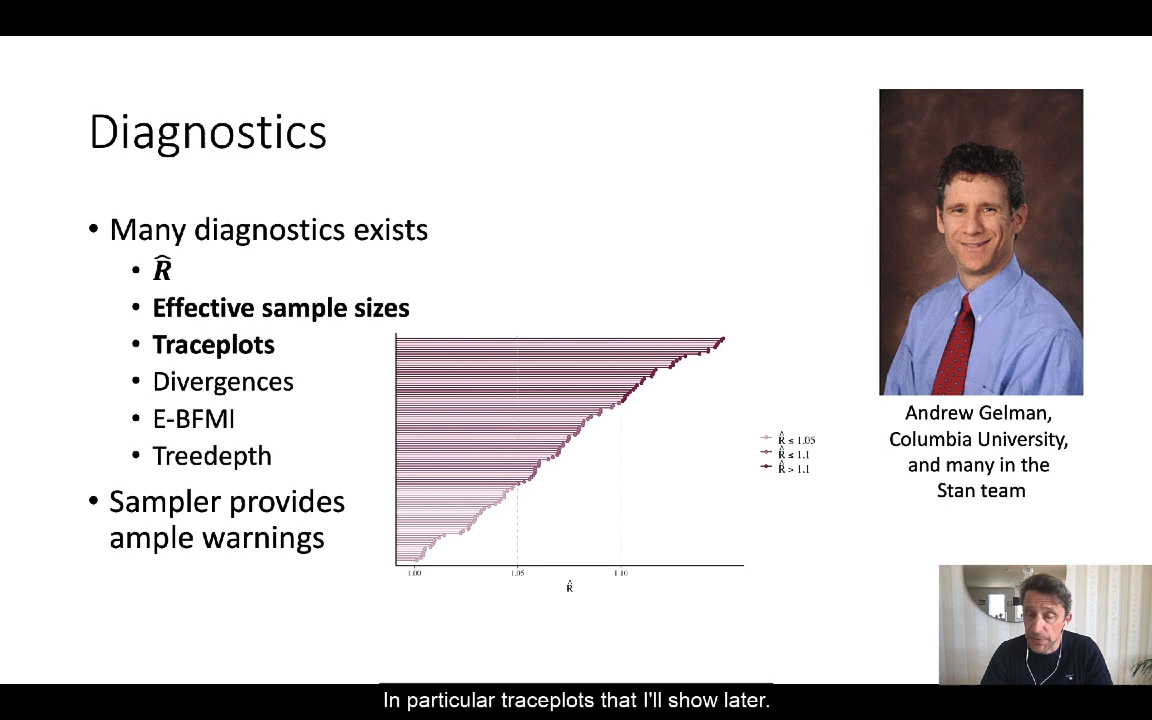 Diagnostics
• Many diagnostics exists
• R̂
• Effective sample sizes
• Traceplots
• Divergences
• E-BFMI
• Treedepth
• Sampler provides
ample warnings
R̂ ≤ 1.05
R̂ ≤ 1.1
R̂ > 1.1
1.00 1.05 1.10
R̂
Andrew Gelman,
Columbia University,
and many in the
Stan team
In particular traceplots that I'll show later.